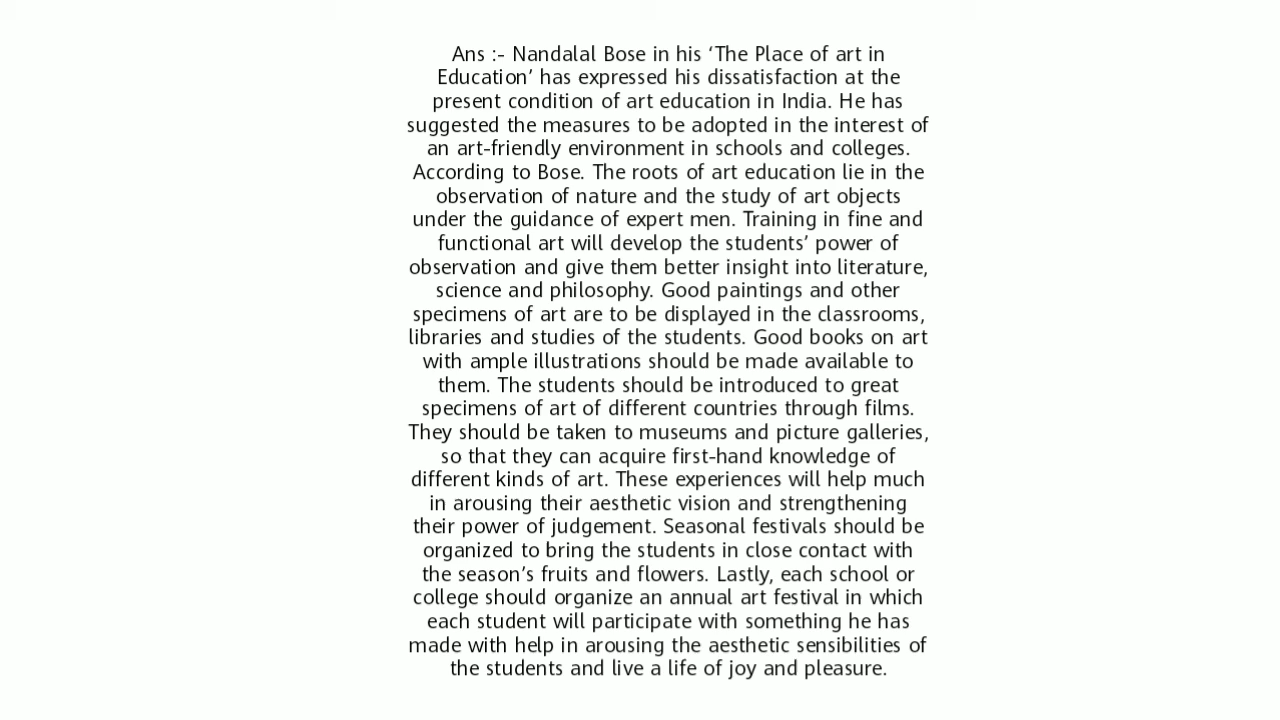 Ans :- Nandalal Bose in his ‘The Place of art in
Education’ has expressed his dissatisfaction at the
present condition of art education in India. He has
suggested the measures to be adopted in the interest of
an art-friendly environment in schools and colleges.
According to Bose. The roots of art education lie in the
observation of nature and the study of art objects
under the guidance of expert men. Training in fine and
functional art will develop the students’ power of
observation and give them better insight into literature,
science and philosophy. Good paintings and other
specimens of art are to be displayed in the classrooms,
libraries and studies of the students. Good books on art
with ample illustrations should be made available to
them. The students should be introduced to great
specimens of art of different countries through films.
They should be taken to museums and picture galleries,
so that they can acquire first-hand knowledge of
different kinds of art. These experiences will help much
in arousing their aesthetic vision and strengthening
their power of judgement. Seasonal festivals should be
organized to bring the students in close contact with
the season’s fruits and flowers. Lastly, each school or
college should organize an annual art festival in which
each student will participate with something he has
made with help in arousing the aesthetic sensibilities of
the students and live a life of joy and pleasure.